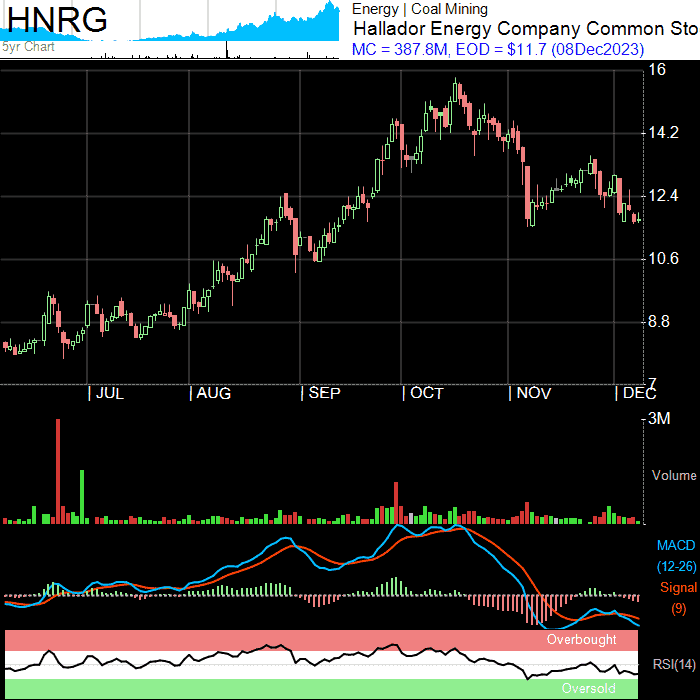 HNRG
5yr Chart
Energy | Coal Mining
Hallador Energy Company Common Sto
MC = 387.8M, EOD = $11.7 (08Dec2023)
16
14.2
12.4
10.6
8.8
7
| JUL | AUG | SEP | OCT | NOV | DEC
3M
Volume
MACD
(12-26)
Signal
(9)
Overbought
RSI(14)
Oversold